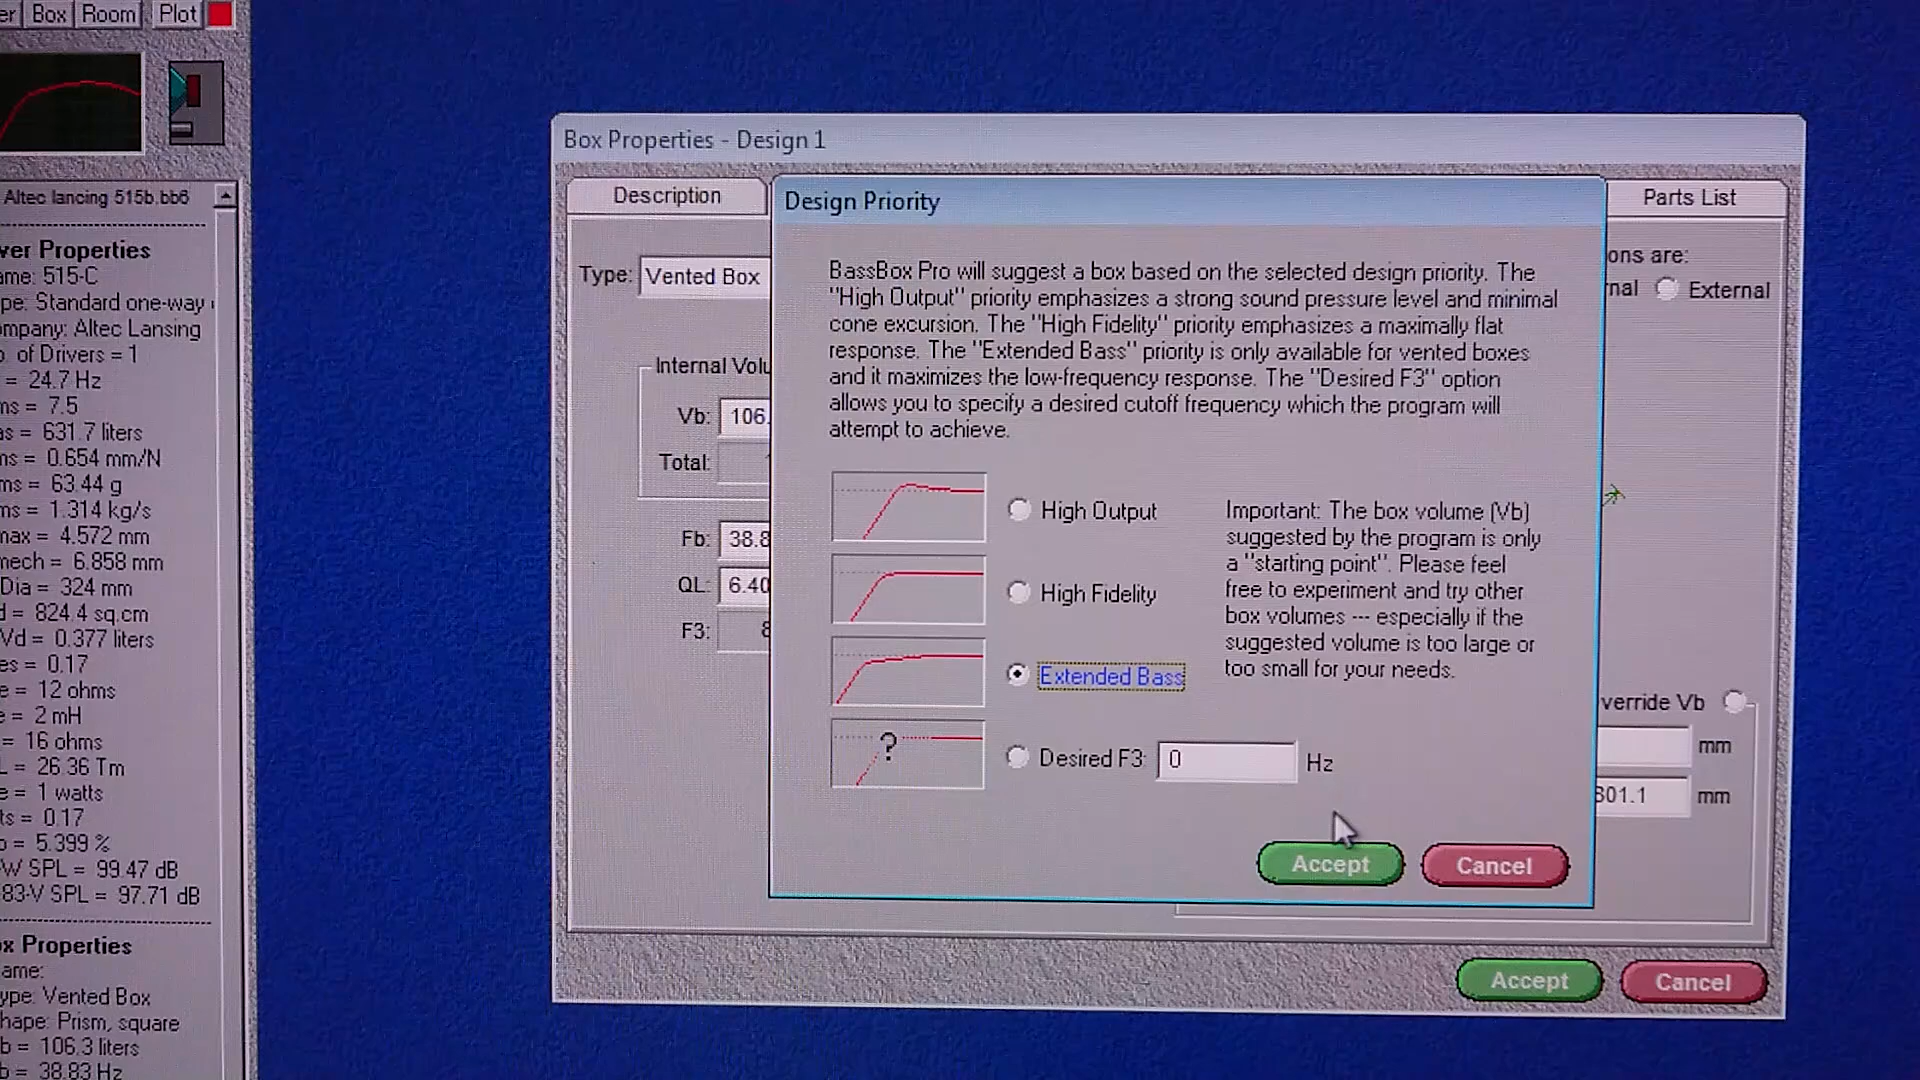 er Box Room Plot
Altec lancing 515b.bb6
ver Properties
ame: 515-C
pe: Standard one-way
ompany: Altec Lansing
o. of Drivers = 1
= 24.7 Hz
ms = 7.5
as = 631.7 liters
ms = 0.654 mm/N
ms = 63.44 g
ms = 1.314 kg/s
max = 4.572 mm
mech = 6.858 mm
Dia = 324 mm
d = 824.4 sq.cm
Vd = 0.377 liters
es = 0.17
e = 12 ohms
e = 2 mH
= 16 ohms
L = 26.36 Tm
e = 1 watts
ts = 0.17
o = 5.399 %
-W SPL = 99.47 dB
83-V SPL = 97.71 dB
ox Properties
ame:
ype: Vented Box
hape: Prism, square
b = 106.3 liters
b = 38.83 Hz
Box Properties - Design 1
Description
Parts List
Type: Vented Box
ons are:
nal External
Internal Volu
Vb: 106.
Total:
Fb: 38.8
QL: 6.40
F3: 8
verride Vb
mm
301.1 mm
Accept Cancel
Design Priority
BassBox Pro will suggest a box based on the selected design priority. The
"High Output" priority emphasizes a strong sound pressure level and minimal
cone excursion. The "High Fidelity" priority emphasizes a maximally flat
response. The "Extended Bass" priority is only available for vented boxes
and it maximizes the low-frequency response. The "Desired F3" option
allows you to specify a desired cutoff frequency which the program will
attempt to achieve.
High Output
High Fidelity
Extended Bass
? Desired F3: 0 Hz
Important: The box volume (Vb)
suggested by the program is only
a "starting point". Please feel
free to experiment and try other
box volumes --- especially if the
suggested volume is too large or
too small for your needs.
Accept Cancel